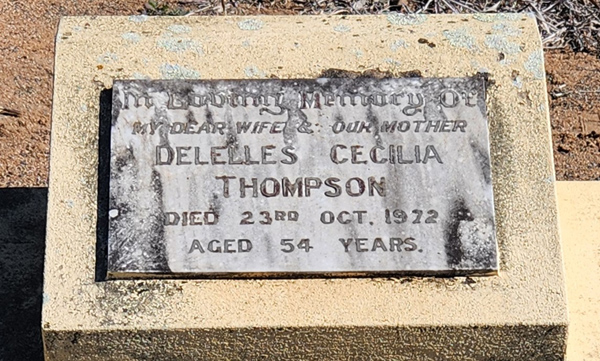 In Loving Memory Of
MY DEAR WIFE & OUR MOTHER
DELELLES CECILIA
THOMPSON
DIED 23RD OCT. 1972
AGED 54 YEARS.